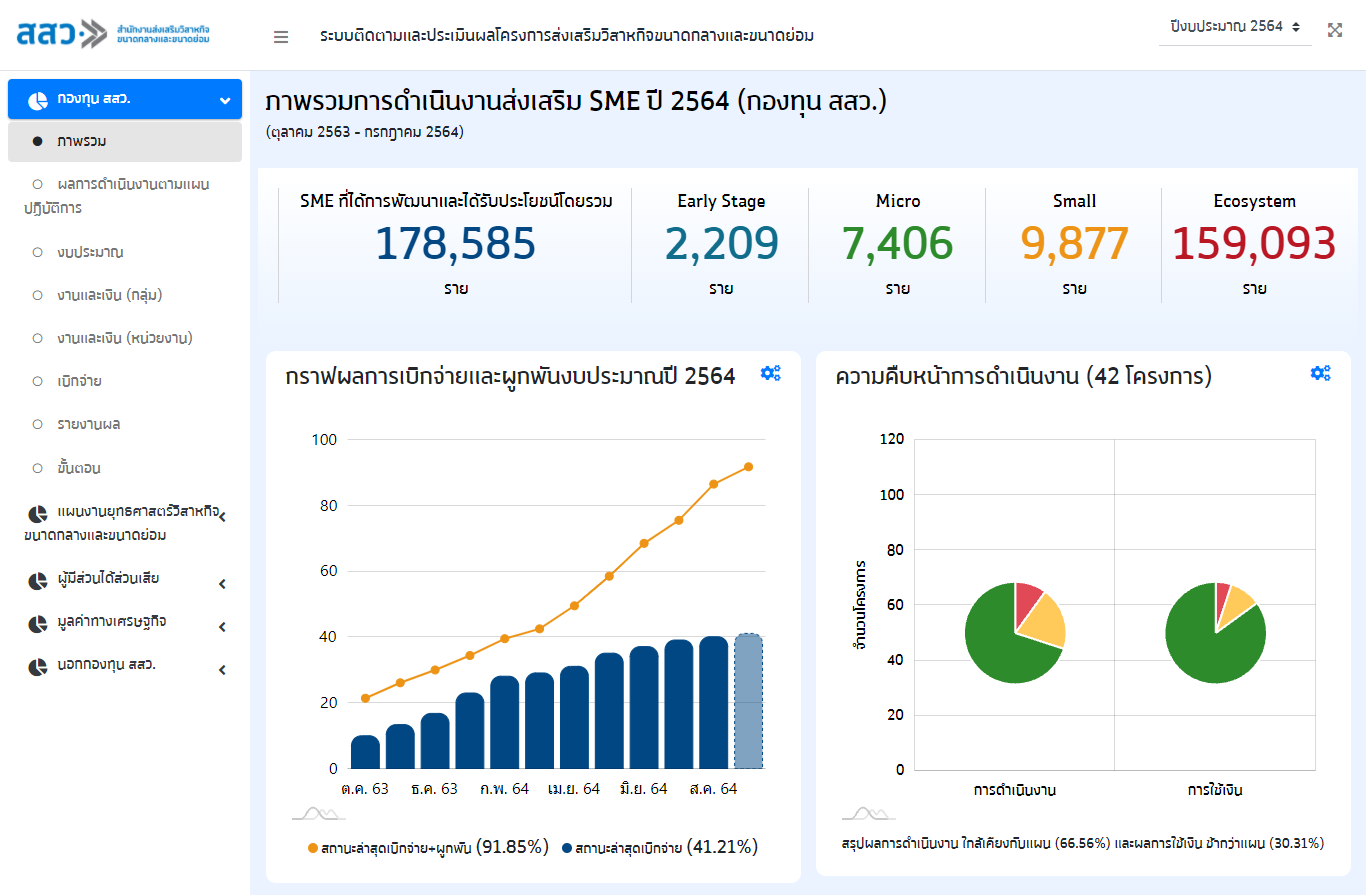 สสว.
สำนักงานส่งเสริมวิสาหกิจ
ขนาดกลางและขนาดย่อม
ระบบติดตามและประเมินผลโครงการส่งเสริมวิสาหกิจขนาดกลางและขนาดย่อม
ปีงบประมาณ 2564
กองทุน สสว.
ภาพรวม
ผลการดำเนินงานตามแผน
ปฏิบัติการ
งบประมาณ
งานและเงิน (กลุ่ม)
งานและเงิน (หน่วยงาน)
เบิกจ่าย
รายงานผล
ขั้นตอน
แผนงานยุทธศาสตร์วิสาหกิจ
ขนาดกลางและขนาดย่อม
ผู้มีส่วนได้ส่วนเสีย
มูลค่าทางเศรษฐกิจ
นอกกองทุน สสว.
ภาพรวมการดำเนินงานส่งเสริม SME ปี 2564 (กองทุน สสว.)
(ตุลาคม 2563 - กรกฎาคม 2564)
SME ที่ได้การพัฒนาและได้รับประโยชน์โดยรวม
178,585
ราย
Early Stage
2,209
ราย
Micro
7,406
ราย
Small
9,877
ราย
Ecosystem
159,093
ราย
กราฟผลการเบิกจ่ายและผูกพันงบประมาณปี 2564
100
80
60
40
20
0
ต.ค. 63 ธ.ค. 63 ก.พ. 64 เม.ย. 64 มิ.ย. 64 ส.ค. 64
สถานะล่าสุดเบิกจ่าย+ผูกพัน (91.85%) สถานะล่าสุดเบิกจ่าย (41.21%)
ความคืบหน้าการดำเนินงาน (42 โครงการ)
จำนวนโครงการ
120
100
80
60
40
20
0
การดำเนินงาน การใช้เงิน
สรุปผลการดำเนินงาน ใกล้เคียงกับแผน (66.56%) และผลการใช้เงิน ช้ากว่าแผน (30.31%)